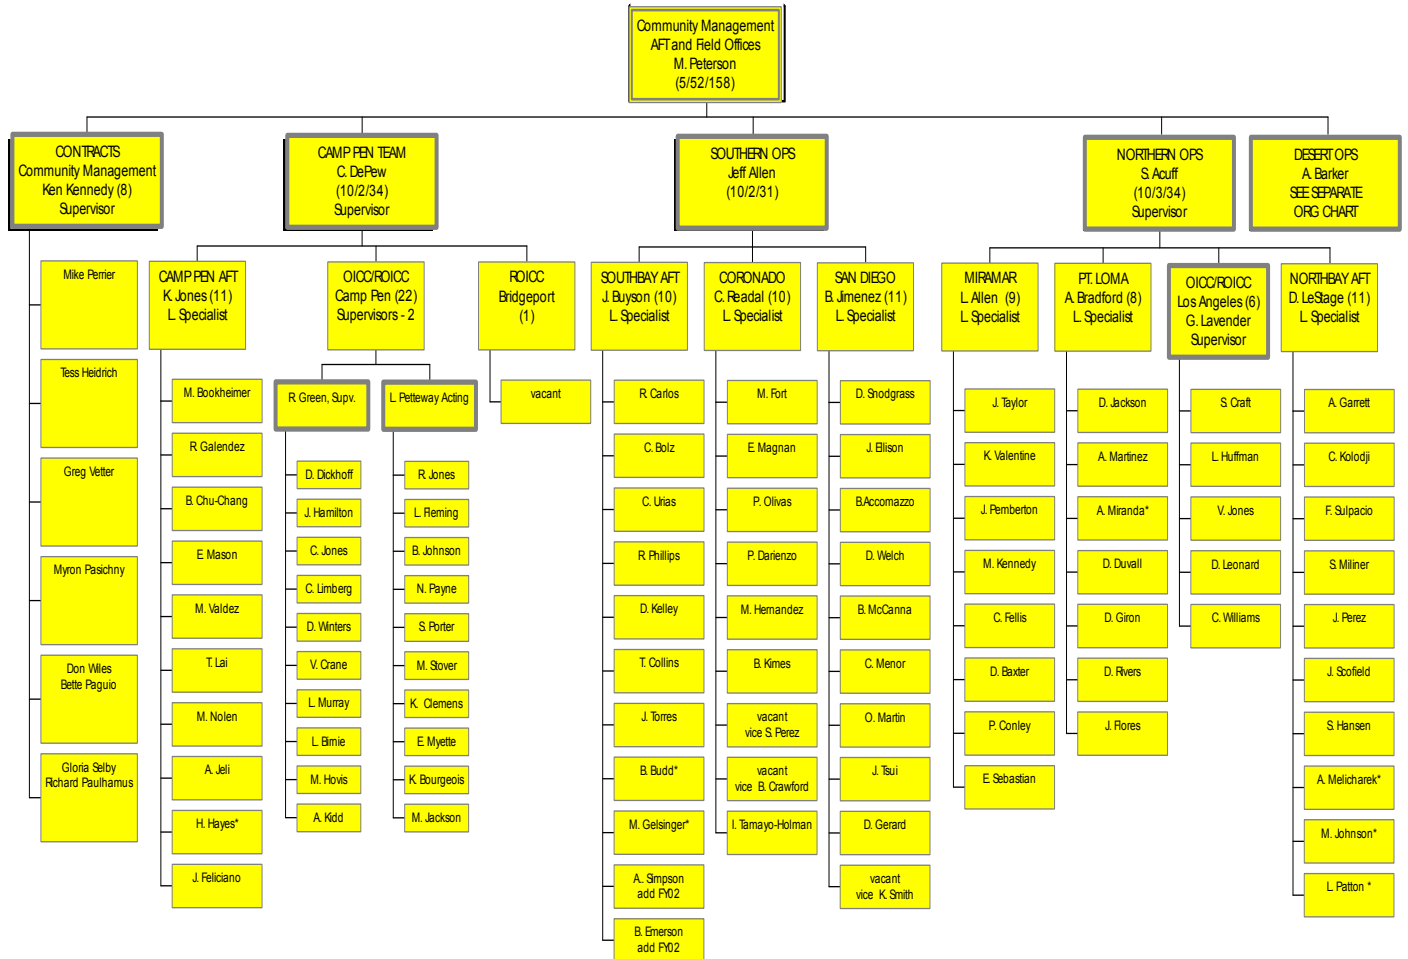 Community Management
AFT and Field Offices
M. Peterson
(5/52/158)
CONTRACTS
Community Management
Ken Kennedy (8)
Supervisor
CAMP PEN TEAM
C. DePew
(10/2/34)
Supervisor
SOUTHERN OPS
Jeff Allen
(10/2/31)
NORTHERN OPS
S. Acuff
(10/3/34)
Supervisor
DESERT OPS
A. Barker
SEE SEPARATE
ORG CHART
Mike Perrier
Tess Heidrich
Greg Vetter
Myron Pasichny
Don Wiles
Bette Paguio
Gloria Selby
Richard Paulhamus
CAMP PEN AFT
K. Jones (11)
L. Specialist
M. Bookheimer
R. Galendez
B. Chu-Chang
E. Mason
M. Valdez
T. Lai
M. Nolen
A. Jeli
H. Hayes*
J. Feliciano
OICC/ROICC
Camp Pen (22)
Supervisors - 2
R. Green, Supv.
D. Dickhoff
J. Hamilton
C. Jones
C. Limberg
D. Winters
V. Crane
L. Murray
L. Birnie
M. Hovis
A. Kidd
L. Petteway Acting
R. Jones
L. Fleming
B. Johnson
N. Payne
S. Porter
M. Stover
K. Clemens
E. Myette
K. Bourgeois
M. Jackson
ROICC
Bridgeport
(1)
vacant
SOUTHBAY AFT
J. Buyson (10)
L. Specialist
R. Carlos
C. Bolz
C. Urias
R. Phillips
D. Kelley
T. Collins
J. Torres
B. Budd*
M. Gelsinger*
A.. Simpson
add FY02
B. Emerson
add FY02
CORONADO
C. Readal (10)
L. Specialist
M. Fort
E. Magnan
P. Olivas
P. Darienzo
M. Hernandez
B. Kimes
vacant
vice S. Perez
vacant
vice B. Crawford
I. Tamayo-Holman
SAN DIEGO
B. Jimenez (11)
L. Specialist
D. Snodgrass
J. Ellison
B.Accomazzo
D. Welch
B. McCanna
C. Menor
O. Martin
J. Tsui
D. Gerard
vacant
vice K. Smith
MIRAMAR
L. Allen (9)
L. Specialist
J. Taylor
K. Valentine
J. Pemberton
M. Kennedy
C. Fellis
D. Baxter
P. Conley
E. Sebastian
PT. LOMA
A. Bradford (8)
L. Specialist
D. Jackson
A. Martinez
A. Miranda*
D. Duvall
D. Giron
D. Rivers
J. Flores
OICC/ROICC
Los Angeles (6)
G. Lavender
Supervisor
S. Craft
L. Huffman
V. Jones
D. Leonard
C. Williams
NORTHBAY AFT
D. LeStage (11)
L. Specialist
A. Garrett
C. Kolodji
F. Sulpacio
S. Miliner
J. Perez
J. Scofield
S. Hansen
A. Melicharek*
M. Johnson*
L. Patton *